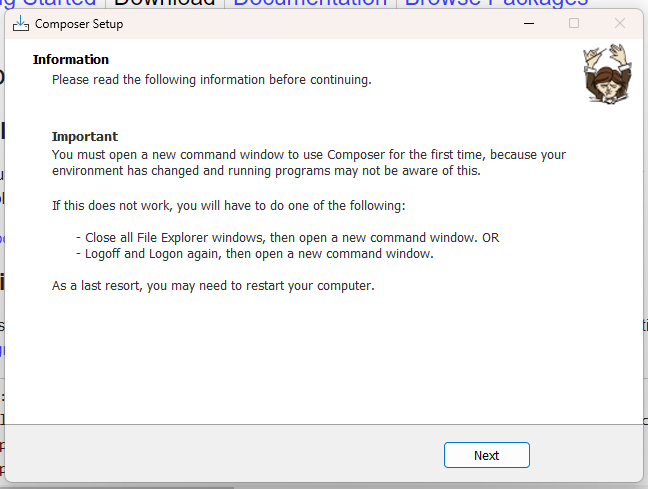 ng Started Download Documentation Browse Packages
Composer Setup
Information
Please read the following information before continuing.
Important
You must open a new command window to use Composer for the first time, because your
environment has changed and running programs may not be aware of this.
If this does not work, you will have to do one of the following:
- Close all File Explorer windows, then open a new command window. OR
- Logoff and Logon again, then open a new command window.
As a last resort, you may need to restart your computer.
Next